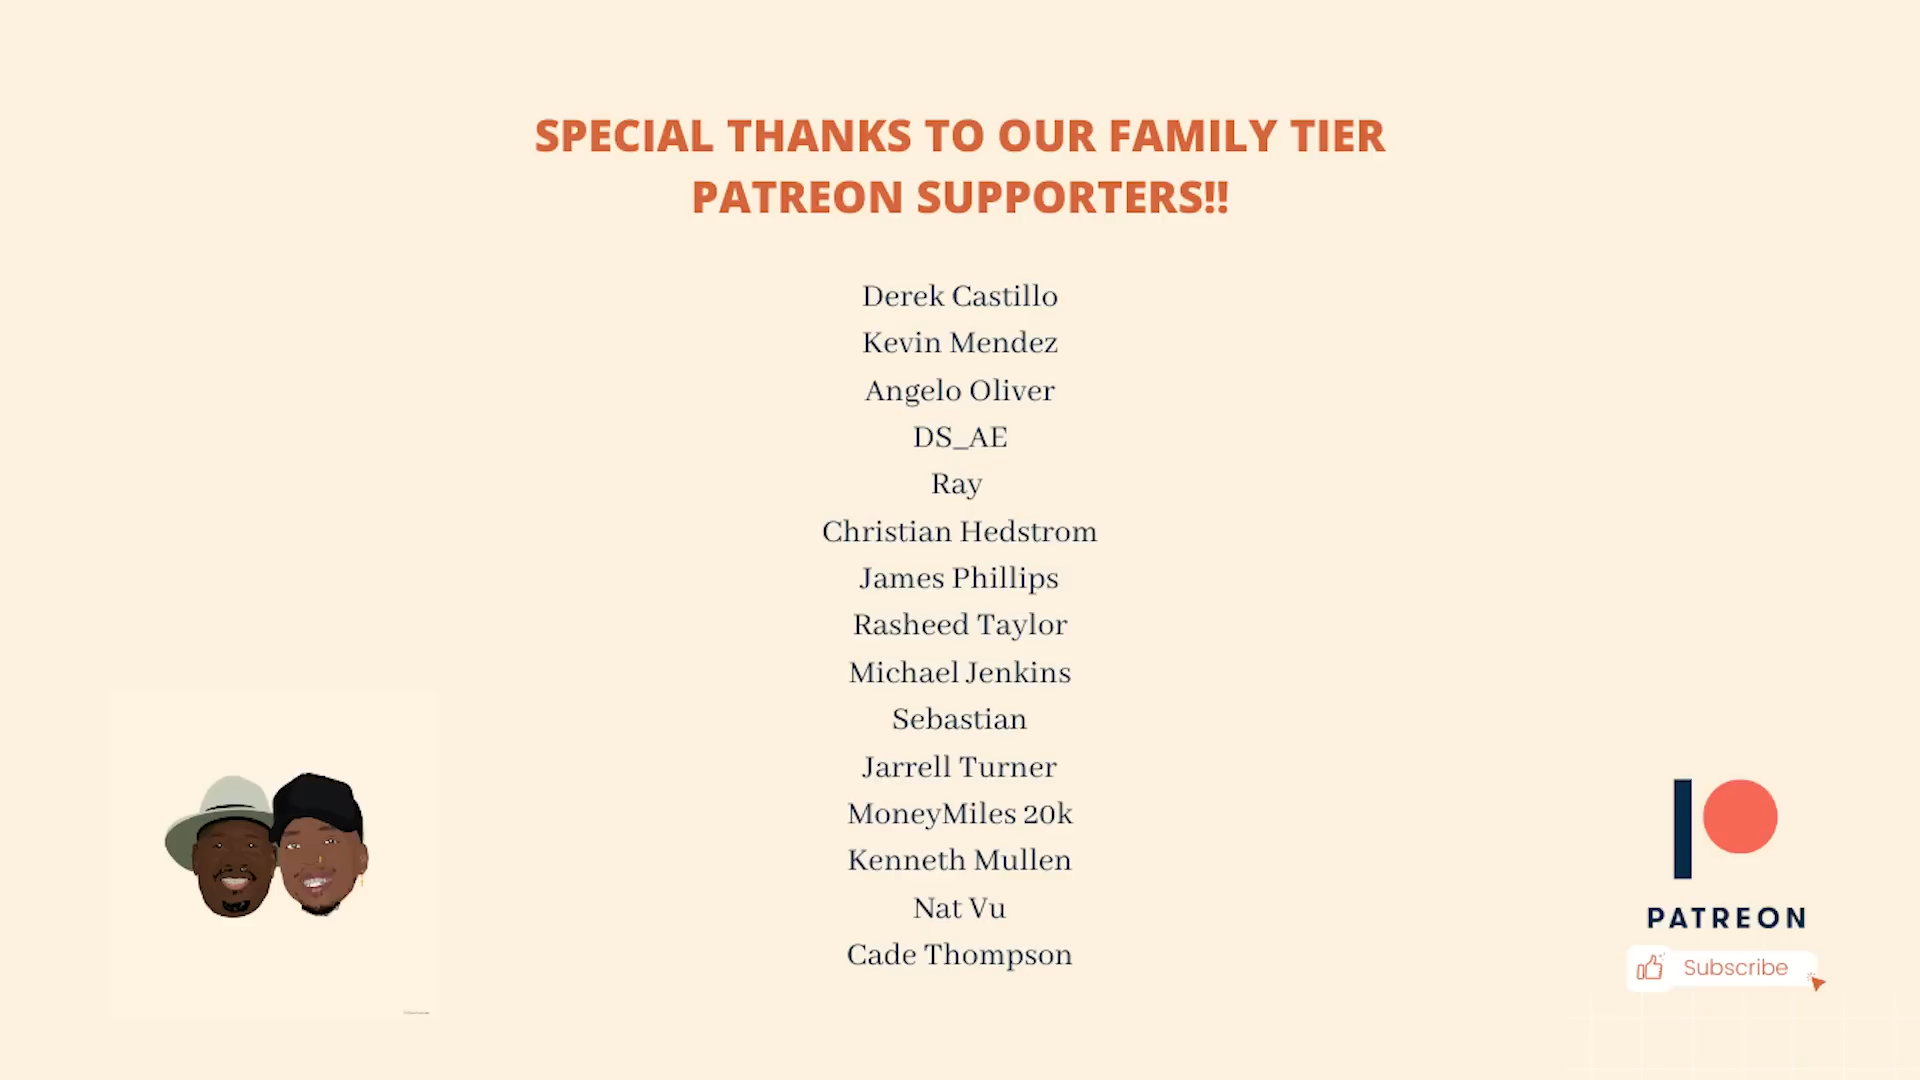 SPECIAL THANKS TO OUR FAMILY TIER
PATREON SUPPORTERS!!
Derek Castillo
Kevin Mendez
Angelo Oliver
DS_AE
Ray
Christian Hedstrom
James Phillips
Rasheed Taylor
Michael Jenkins
Sebastian
Jarrell Turner
MoneyMiles 20k
Kenneth Mullen
Nat Vu
Cade Thompson
PATREON
Subscribe